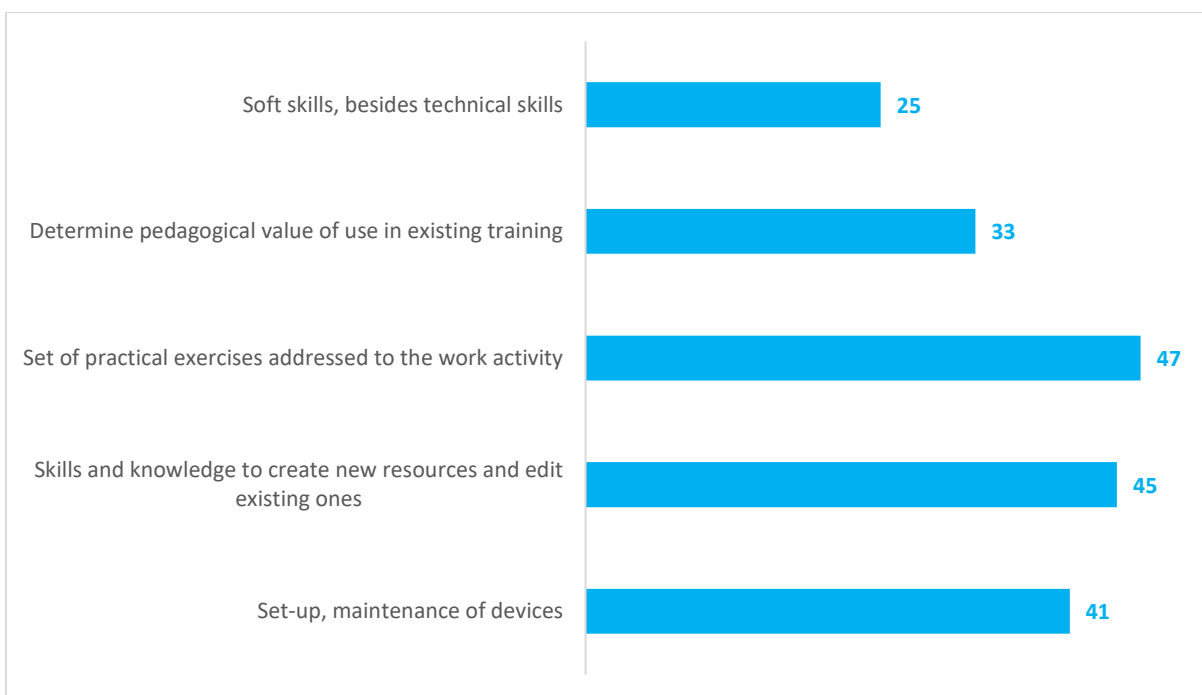 Soft skills, besides technical skills
25
Determine pedagogical value of use in existing training
33
Set of practical exercises addressed to the work activity
47
Skills and knowledge to create new resources and edit
existing ones
45
Set-up, maintenance of devices
41